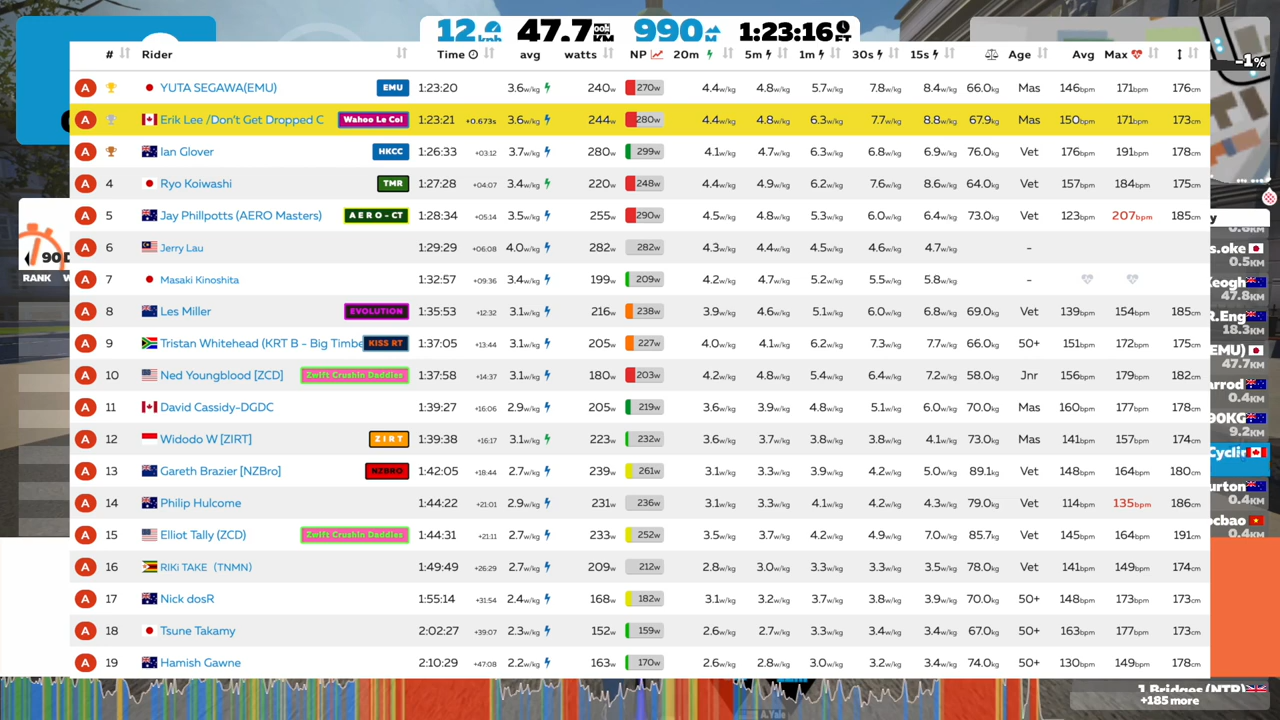 12 kph 47.7 KM 990 M 1:23:16 ET
# Rider Time avg watts NP 20m 5m 1m 30s 15s Age Avg Max
-1%
A YUTA SEGAWA(EMU) EMU 1:23:20 3.6w/kg 240w 270w 4.4w/kg 4.8w/kg 5.7w/kg 7.8w/kg 8.4w/kg 66.0kg Mas 146bpm 171bpm 176cm
A Erik Lee /Don't Get Dropped C Wahoo Le Col 1:23:21 +0.673s 3.6w/kg 244w 280w 4.4w/kg 4.8w/kg 6.3w/kg 7.7w/kg 8.8w/kg 67.9kg Mas 150bpm 171bpm 173cm
A Ian Glover HKCC 1:26:33 +03:12 3.7w/kg 280w 299w 4.1w/kg 4.7w/kg 6.3w/kg 6.8w/kg 6.9w/kg 76.0kg Vet 176bpm 191bpm 178cm
A 4 Ryo Koiwashi TMR 1:27:28 +04:07 3.4w/kg 220w 248w 4.4w/kg 4.9w/kg 6.2w/kg 7.6w/kg 8.6w/kg 64.0kg Vet 157bpm 184bpm 175cm
A 5 Jay Phillpotts (AERO Masters) AERO-CT 1:28:34 +05:14 3.5w/kg 255w 290w 4.5w/kg 4.8w/kg 5.3w/kg 6.0w/kg 6.4w/kg 73.0kg Vet 123bpm 207bpm 185cm
A 6 Jerry Lau 1:29:29 +06:08 4.0w/kg 282w 282w 4.3w/kg 4.4w/kg 4.5w/kg 4.6w/kg 4.7w/kg -
A 7 Masaki Kinoshita 1:32:57 +09:36 3.4w/kg 199w 209w 4.2w/kg 4.7w/kg 5.2w/kg 5.5w/kg 5.8w/kg -
A 8 Les Miller EVOLUTION 1:35:53 +12:32 3.1w/kg 216w 238w 3.9w/kg 4.6w/kg 5.1w/kg 6.0w/kg 6.8w/kg 69.0kg Vet 139bpm 154bpm 185cm
A 9 Tristan Whitehead (KRT B - Big Timbe KISS RT 1:37:05 +13:44 3.1w/kg 205w 227w 4.0w/kg 4.1w/kg 6.2w/kg 7.3w/kg 7.7w/kg 66.0kg 50+ 151bpm 172bpm 175cm
A 10 Ned Youngblood [ZCD] Zwift Crushin Daddies 1:37:58 +14:37 3.1w/kg 180w 203w 4.2w/kg 4.8w/kg 5.4w/kg 6.4w/kg 7.2w/kg 58.0kg Jnr 156bpm 179bpm 182cm
A 11 David Cassidy-DGDC 1:39:27 +16:06 2.9w/kg 205w 219w 3.6w/kg 3.9w/kg 4.8w/kg 5.1w/kg 6.0w/kg 70.0kg Mas 160bpm 177bpm 178cm
A 12 Widodo W [ZIRT] ZIRT 1:39:38 +16:17 3.1w/kg 223w 232w 3.6w/kg 3.7w/kg 3.8w/kg 3.8w/kg 4.1w/kg 73.0kg Mas 141bpm 157bpm 174cm
A 13 Gareth Brazier [NZBro] NZBRO 1:42:05 +18:44 2.7w/kg 239w 261w 3.1w/kg 3.3w/kg 3.9w/kg 4.2w/kg 5.0w/kg 89.1kg Vet 148bpm 164bpm 180cm
A 14 Philip Hulcome 1:44:22 +21:01 2.9w/kg 231w 236w 3.1w/kg 3.3w/kg 4.1w/kg 4.2w/kg 4.3w/kg 79.0kg Vet 114bpm 135bpm 186cm
A 15 Elliot Tally (ZCD) Zwift Crushin Daddies 1:44:31 +21:11 2.7w/kg 233w 252w 3.5w/kg 3.7w/kg 4.2w/kg 4.9w/kg 7.0w/kg 85.7kg Vet 145bpm 164bpm 191cm
A 16 RIKi TAKE（TNMN） 1:49:49 +26:29 2.7w/kg 209w 212w 2.8w/kg 3.0w/kg 3.3w/kg 3.3w/kg 3.5w/kg 78.0kg Vet 141bpm 149bpm 174cm
A 17 Nick dosR 1:55:14 +31:54 2.4w/kg 168w 182w 3.1w/kg 3.2w/kg 3.7w/kg 3.8w/kg 3.9w/kg 70.0kg 50+ 148bpm 173bpm 173cm
A 18 Tsune Takamy 2:02:27 +39:07 2.3w/kg 152w 159w 2.6w/kg 2.7w/kg 3.3w/kg 3.4w/kg 3.4w/kg 67.0kg 50+ 163bpm 177bpm 173cm
A 19 Hamish Gawne 2:10:29 +47:08 2.2w/kg 163w 170w 2.6w/kg 2.8w/kg 3.0w/kg 3.2w/kg 3.4w/kg 74.0kg 50+ 130bpm 149bpm 178cm
90
RANK
y
s.oke
0.5KM
eogh
47.8KM
R.Eng
18.3KM
EMU)
47.7KM
arrod
0.4KM
90KG
9.2KM
Cyclin
urton
0.4KM
ocbao
0.4KM
1 Bridges (NTP)
+185 more